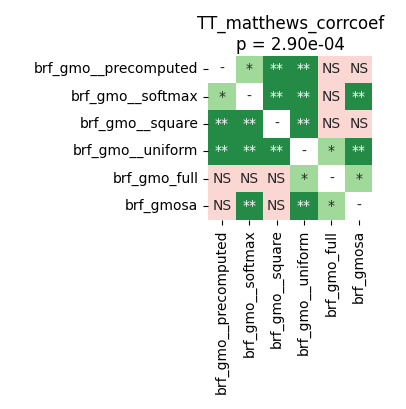 TT_matthews_corrcoef
p = 2.90e-04
brf_gmo__precomputed - * ** ** NS NS
brf_gmo__softmax * - ** ** NS **
brf_gmo__square ** ** - ** NS NS
brf_gmo__uniform ** ** ** - * **
brf_gmo_full NS NS NS * - *
brf_gmosa NS ** NS ** * -
brf_gmo__precomputed
brf_gmo__softmax
brf_gmo__square
brf_gmo__uniform
brf_gmo_full
brf_gmosa